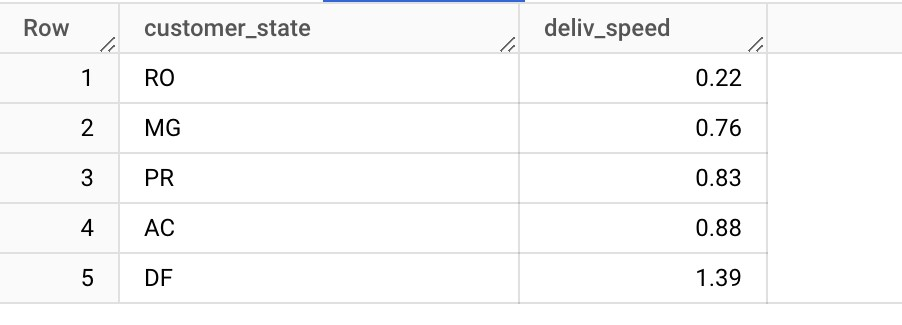 Row customer_state deliv_speed
1 RO 0.22
2 MG 0.76
3 PR 0.83
4 AC 0.88
5 DF 1.39